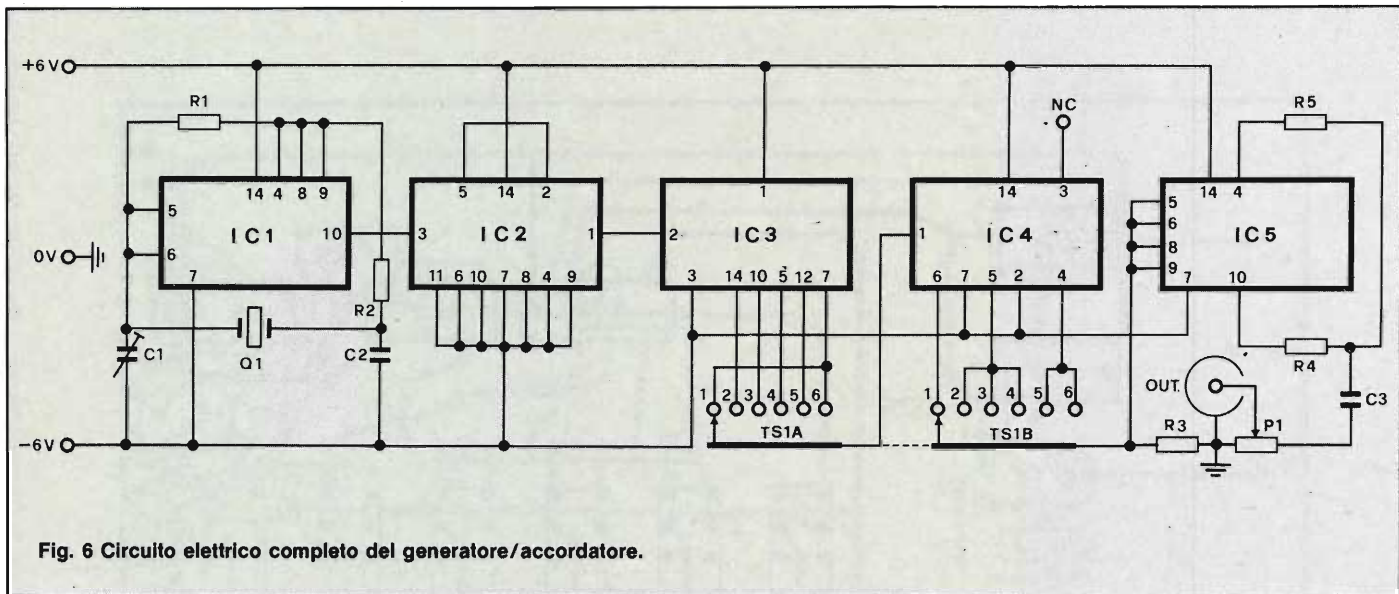 +6V
R1
NC
R5
14 4 8 9
5
6
IC1
10
7
5 14 2
3
IC2
1
11 6 10 7 8 4 9
1
2
IC3
3 14 10 5 12 7
14 3
1
IC4
6 7 5 2 4
14 4
5
6
8
9
IC5
7 10
0V
R2
C1
Q1
C2
R4
C3
1 2 3 4 5 6
TS1A
1 2 3 4 5 6
TS1B
OUT.
R3
P1
-6V
Fig. 6 Circuito elettrico completo del generatore/accordatore.